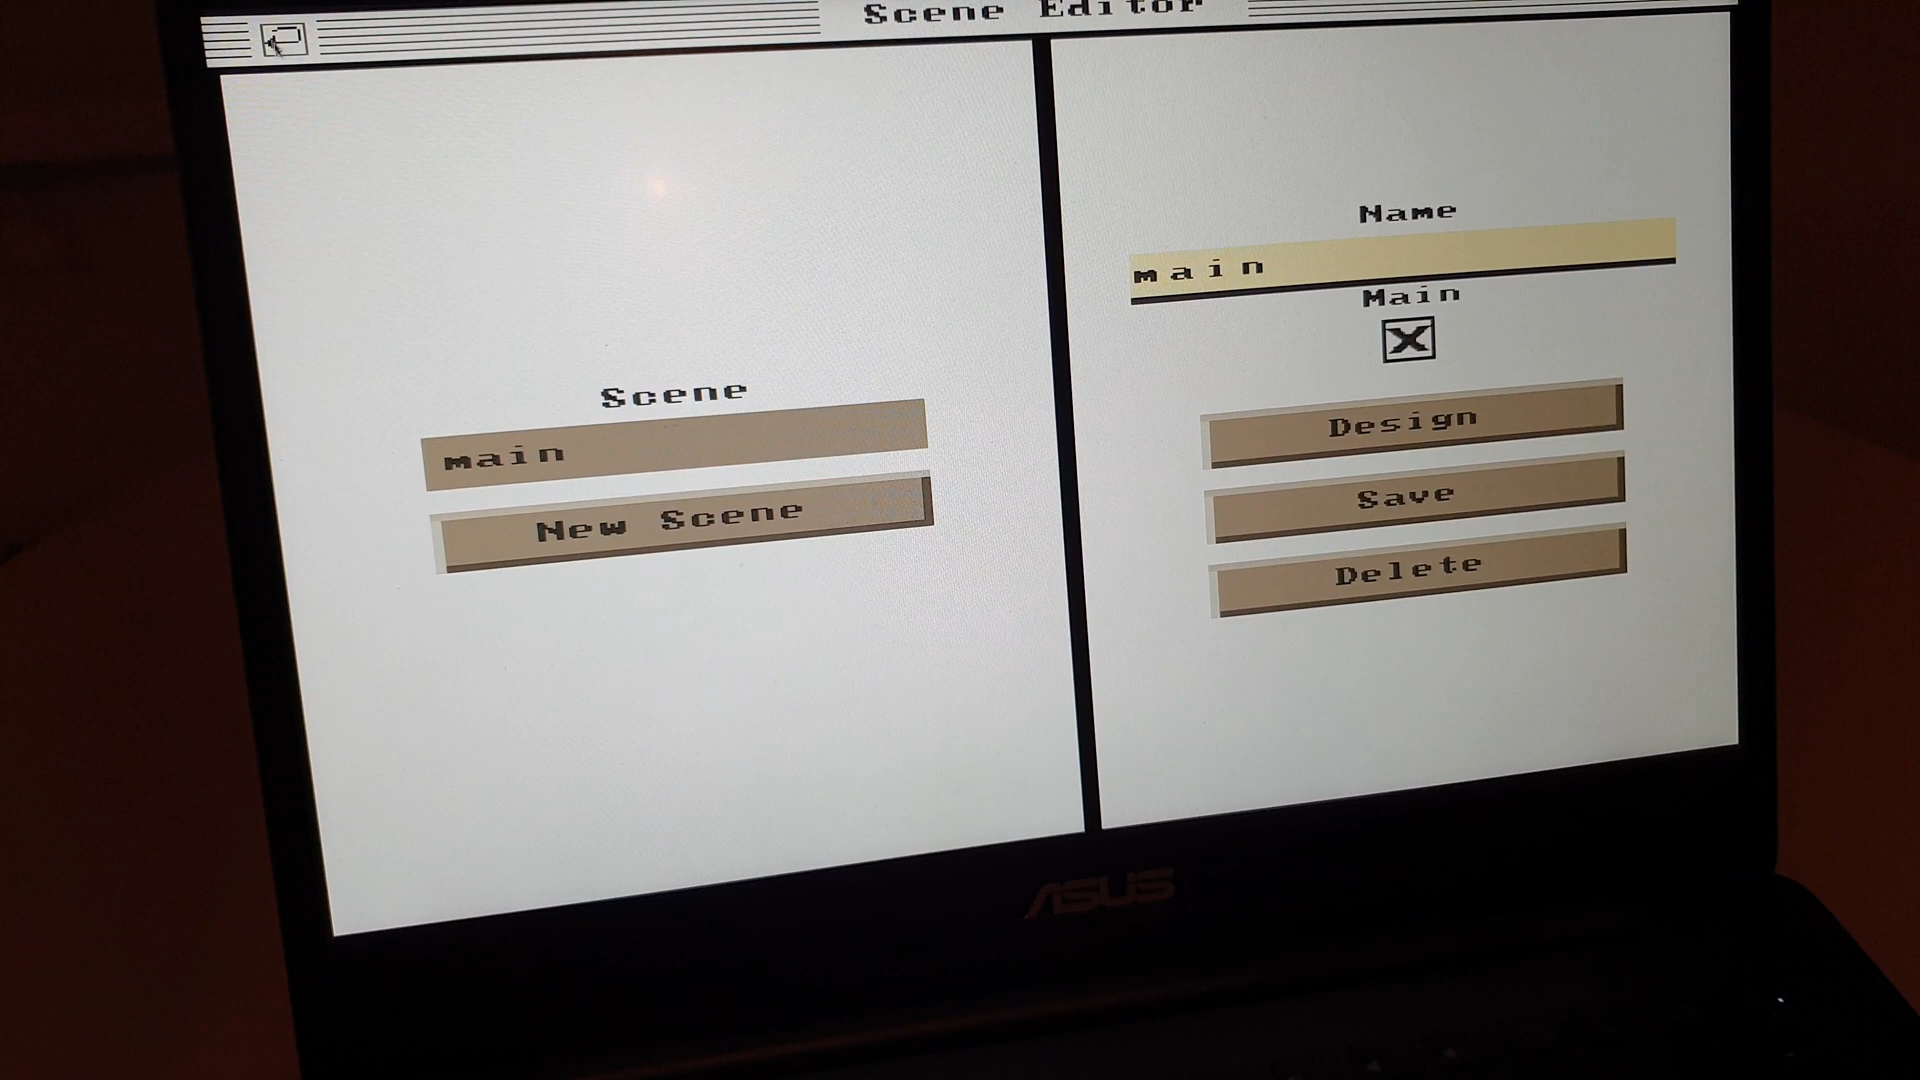 Scene Editor
Scene
main
New Scene
Name
main
Main
Design
Save
Delete
ASUS